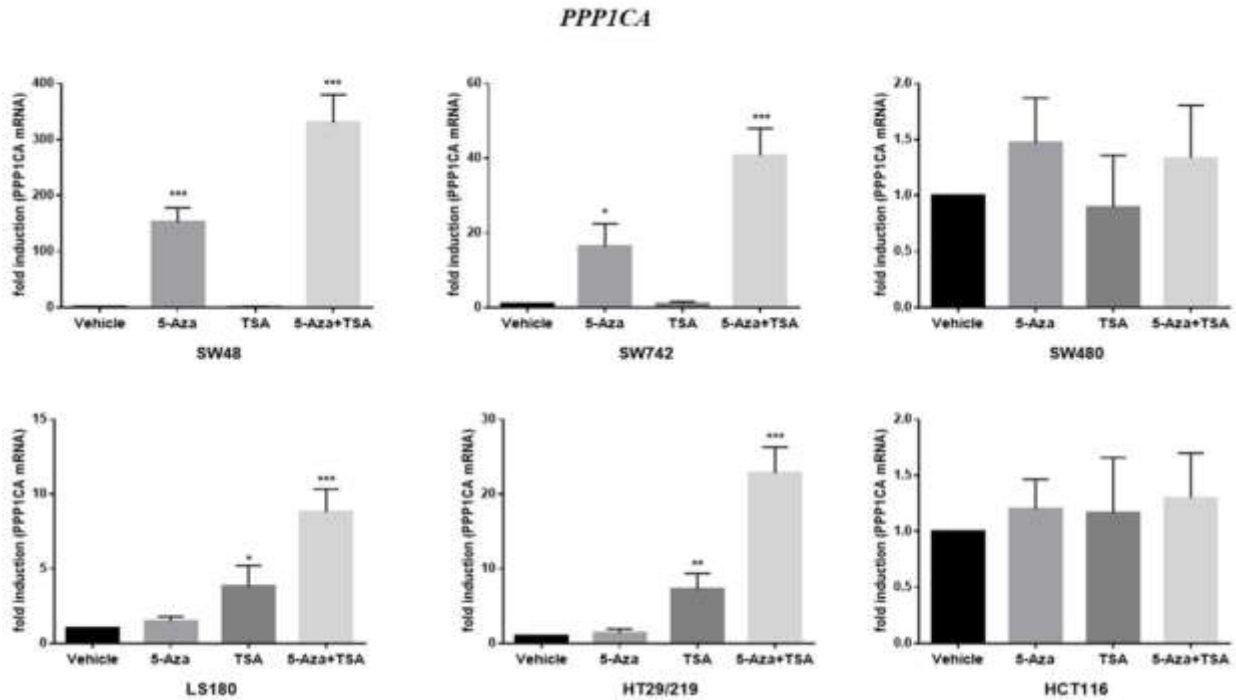 PPP1CA
fold induction (PPP1CA mRNA)
400
300
200
100
0
***
***
Vehicle 5-Aza TSA 5-Aza+TSA
SW48
fold induction (PPP1CA mRNA)
60
40
20
0
*
***
Vehicle 5-Aza TSA 5-Aza+TSA
SW742
fold induction (PPP1CA mRNA)
2.0
1.5
1.0
0.5
0.0
Vehicle 5-Aza TSA 5-Aza+TSA
SW480
fold induction (PPP1CA mRNA)
15
10
5
0
*
***
Vehicle 5-Aza TSA 5-Aza+TSA
LS180
fold induction (PPP1CA mRNA)
30
20
10
0
**
***
Vehicle 5-Aza TSA 5-Aza+TSA
HT29/219
fold induction (PPP1CA mRNA)
2.0
1.5
1.0
0.5
0.0
Vehicle 5-Aza TSA 5-Aza+TSA
HCT116